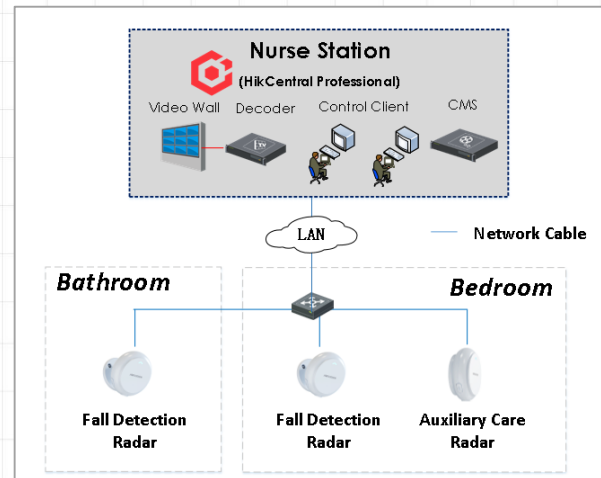 Nurse Station
(HikCentral Professional)
Video Wall
Decoder
Control Client
CMS
LAN
Network Cable
Bathroom
Bedroom
Fall Detection
Radar
Fall Detection
Radar
Auxiliary Care
Radar